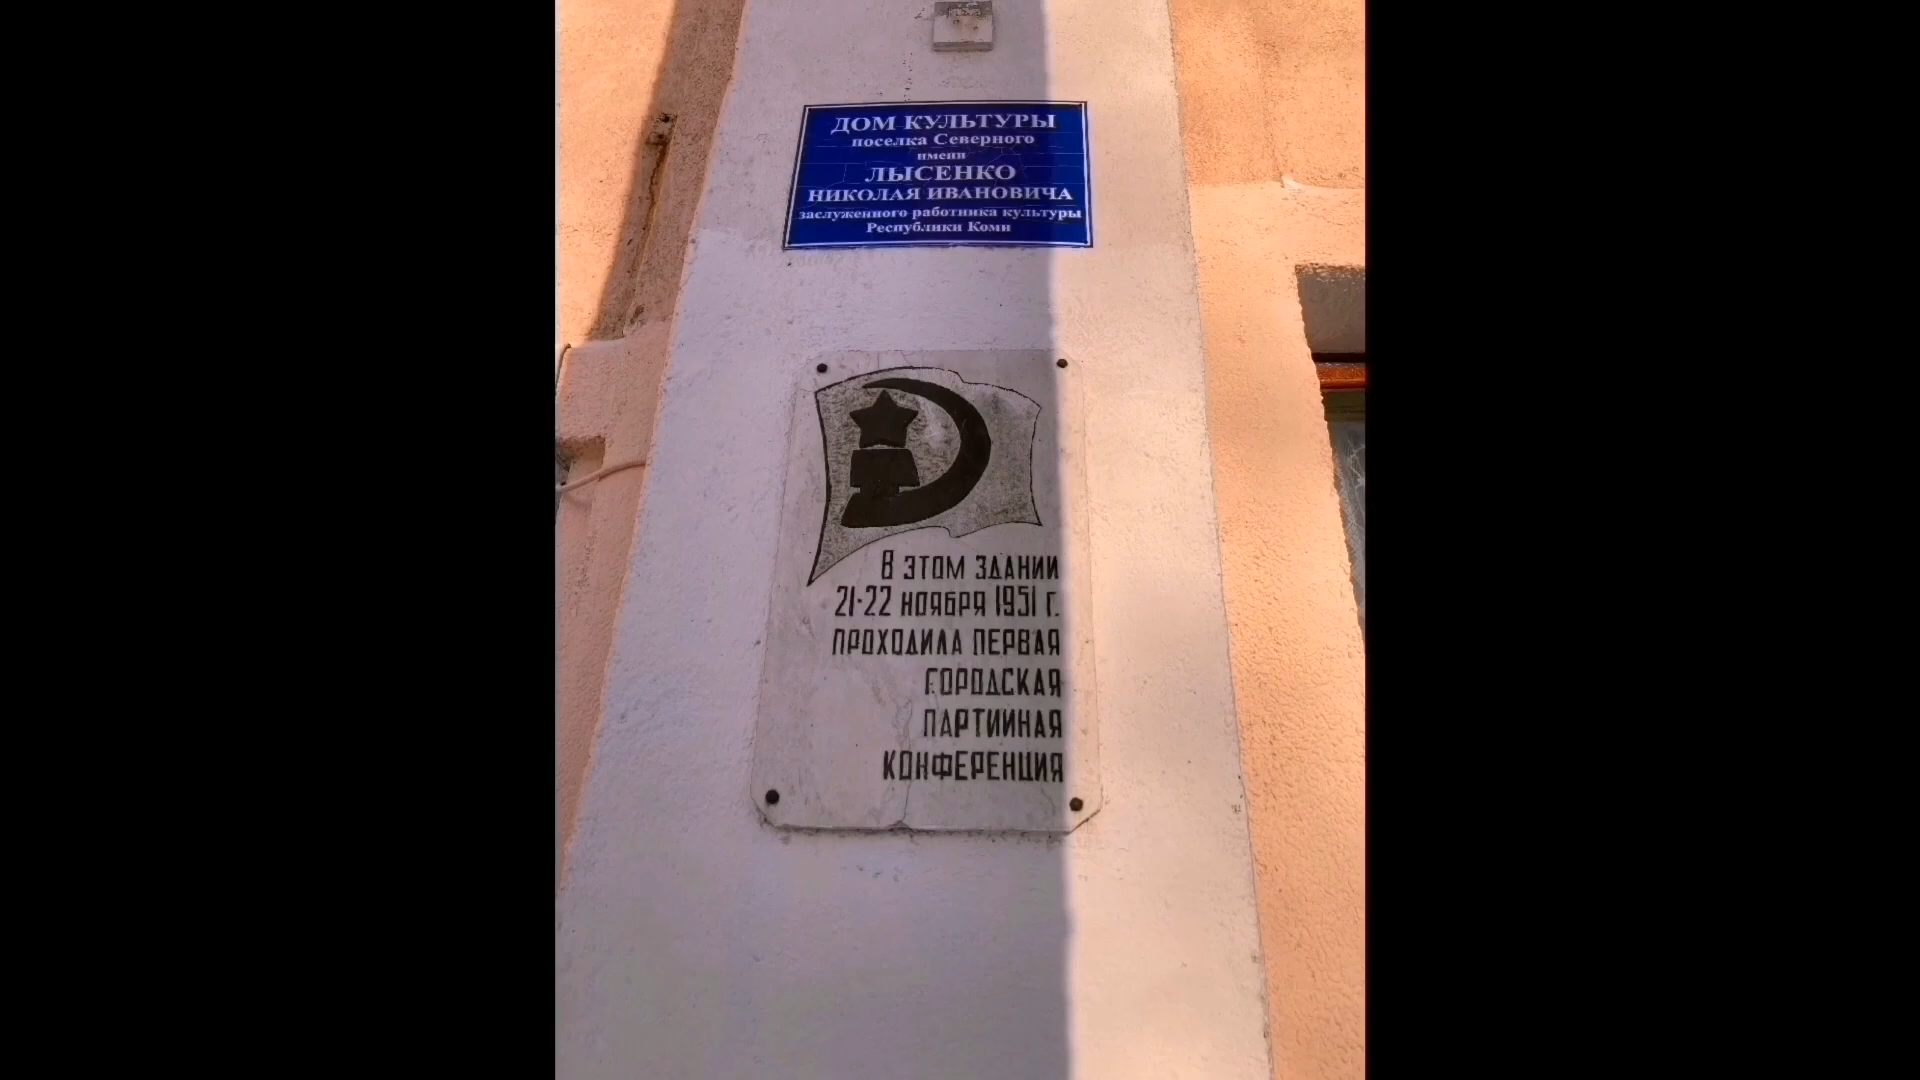 ДОМ КУЛЬТУРЫ
поселка Северного
имени
ЛЫСЕНКО
НИКОЛАЯ ИВАНОВИЧА
заслуженного работника культуры
Республики Коми
В ЭТОМ ЗДАНИИ
21-22 НОЯБРЯ 1951 Г.
ПРОХОДИЛА ПЕРВАЯ
ГОРОДСКАЯ
ПАРТИИНАЯ
КОНФЕРЕНЦИЯ